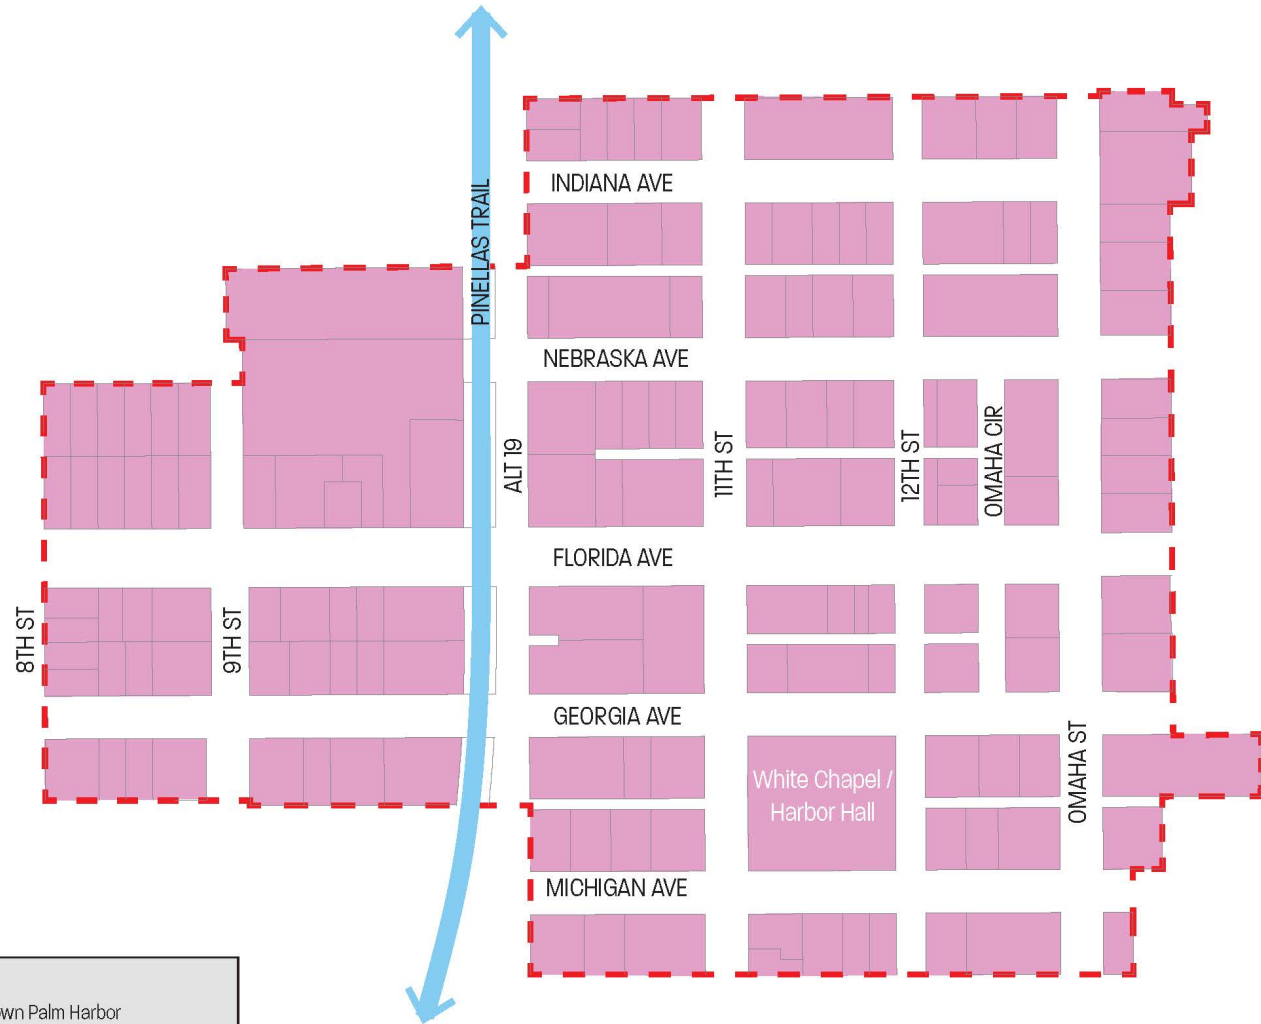 PINELLAS TRAIL
INDIANA AVE
NEBRASKA AVE
ALT 19
11TH ST
12TH ST
OMAHA CIR
FLORIDA AVE
8TH ST
9TH ST
GEORGIA AVE
White Chapel /
Harbor Hall
OMAHA ST
MICHIGAN AVE
Palm Harbor